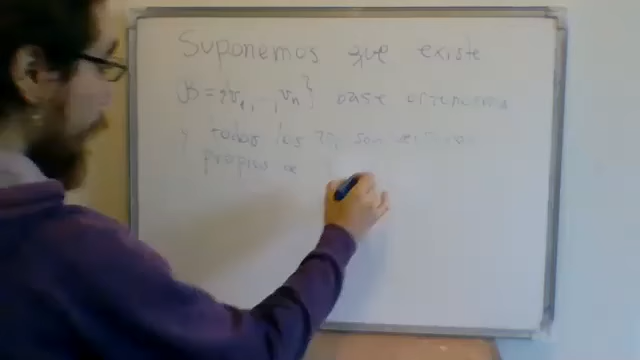 Suponemos que existe
B = {v₁, , vₙ} base ortonormal
y todos los vᵢ son vectores
propios de